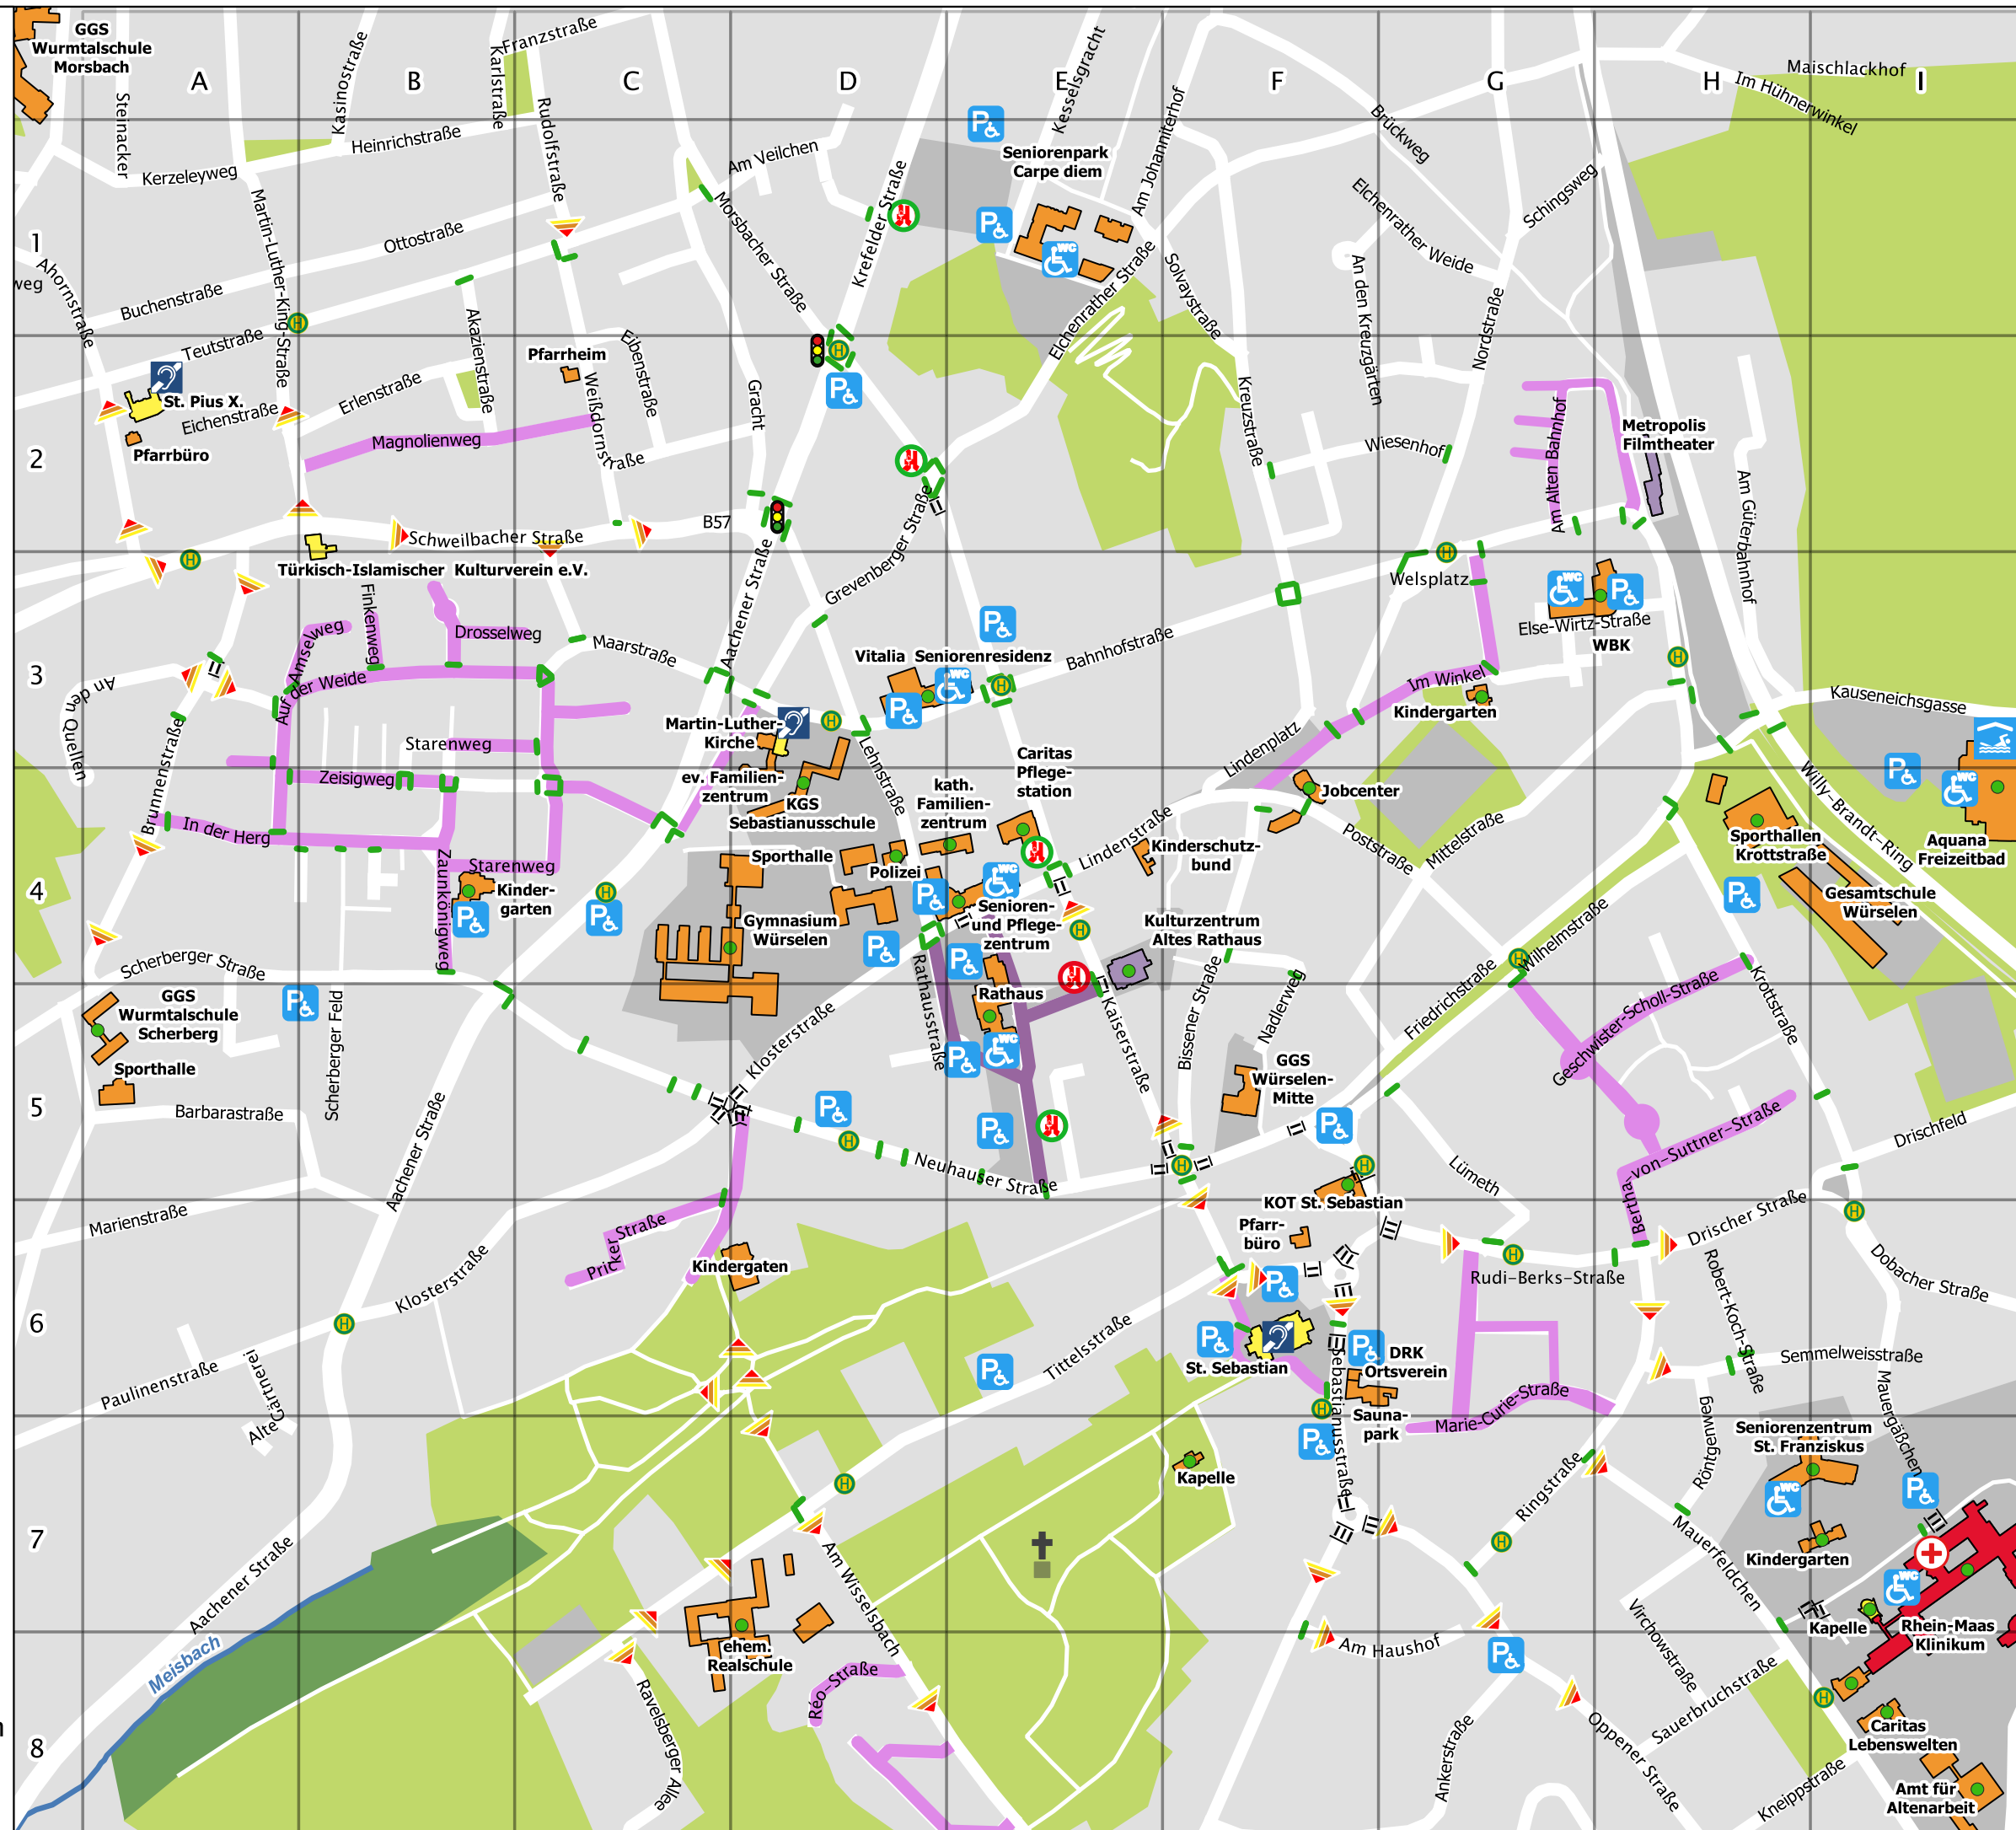 GGS
Wurmtalschule
Morsbach
A
B
C
D
E
F
G
H
I
Steinacker
Kasinostraße
Karlstraße
Franzstraße
Rudolfstraße
Kesselsgracht
Am Johanniterhof
Brückweg
Maischlackhof
Im Hühnerwinkel
Heinrichstraße
Kerzeleyweg
Am Veilchen
Seniorenpark
Carpe diem
Krefelder Straße
Morsbacher Straße
Martin-Luther-King-Straße
Ottostraße
Elchenrather Weide
Schingsweg
1
weg
Ahornstraße
Buchenstraße
Teutstraße
Akazienstraße
Eibenstraße
Elchenrather Straße
Solvaystraße
An den Kreuzgärten
Nordstraße
Pfarrheim
St. Pius X.
Eichenstraße
Erlenstraße
Weißdornstraße
Gracht
Kreuzstraße
Am Alten Bahnhof
Metropolis
Filmtheater
2
Pfarrbüro
Magnolienweg
Wiesenhof
Am Güterbahnhof
B57
Schweilbacher Straße
Türkisch-Islamischer Kulturverein e.V.
Grevenberger Straße
Aachener Straße
Welsplatz
Finkenweg
Amselweg
Drosselweg
Maarstraße
Bahnhofstraße
Else-Wirtz-Straße
WBK
3
An den Quellen
Auf der Weide
Vitalia Seniorenresidenz
Im Winkel
Kindergarten
Kauseneichsgasse
Brunnenstraße
Starenweg
Martin-Luther-
Kirche
Lehnstraße
Lindenplatz
Zeisigweg
ev. Familien-
zentrum
KGS
Sebastianusschule
kath.
Familien-
zentrum
Caritas
Pflege-
station
Jobcenter
Willy-Brandt-Ring
In der Herg
Starenweg
Zaunkönigweg
Kinder-
garten
Sporthalle
Polizei
Lindenstraße
Kinderschutz-
bund
Poststraße
Mittelstraße
Sporthallen
Krottstraße
Aquana
Freizeitbad
4
Gymnasium
Würselen
Senioren-
und Pflege-
zentrum
Kulturzentrum
Altes Rathaus
Wilhelmstraße
Gesamtschule
Würselen
Scherberger Straße
GGS
Wurmtalschule
Scherberg
Scherberger Feld
Rathausstraße
Rathaus
Kaiserstraße
Bissener Straße
Nadlerweg
Friedrichstraße
Geschwister-Scholl-Straße
Krottstraße
Sporthalle
Klosterstraße
GGS
Würselen-
Mitte
5
Barbarastraße
Aachener Straße
Neuhauser Straße
Lümeth
Bertha-von-Suttner-Straße
Drischfeld
KOT St. Sebastian
Marienstraße
Pricker Straße
Kindergaten
Pfarr-
büro
Rudi-Berks-Straße
Drischer Straße
Robert-Koch-Straße
Dobacher Straße
6
Klosterstraße
Tittelsstraße
St. Sebastian
DRK
Ortsverein
Semmelweisstraße
Paulinenstraße
Alte Gärtnerei
Sebastianusstraße
Sauna-
park
Marie-Curie-Straße
Mauergäßchen
Röntgenweg
Seniorenzentrum
St. Franziskus
Kapelle
Ringstraße
7
Aachener Straße
Am Wisselsbach
Mauerfeldchen
Kindergarten
Virchowstraße
Kapelle
Rhein-Maas
Klinikum
Meisbach
ehem.
Realschule
Am Haushof
Réo-Straße
Ravelsberger Allee
Sauerbruchstraße
Caritas
Lebenswelten
8
Ankerstraße
Oppener Straße
Kneippstraße
Amt für
Altenarbeit